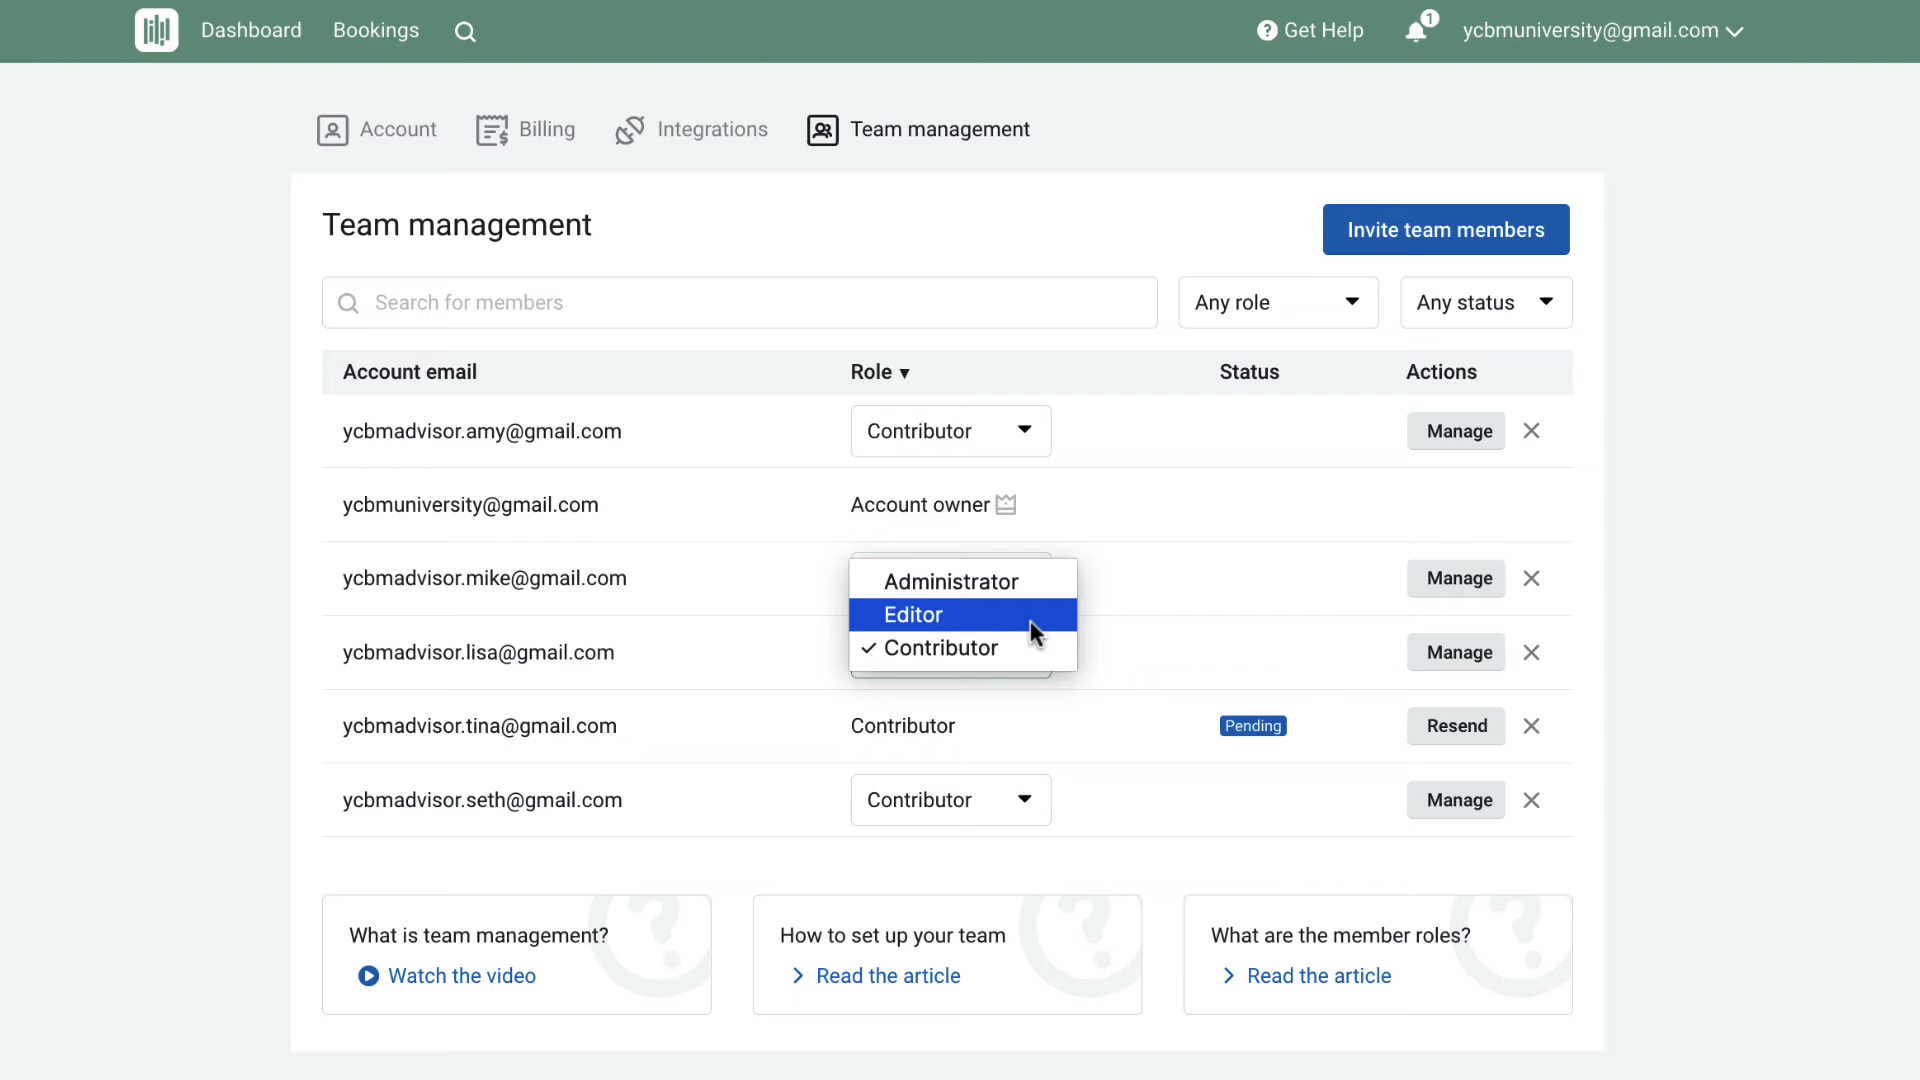 Dashboard Bookings Get Help 1 ycbmuniversity@gmail.com
Account Billing Integrations Team management
Team management Invite team members
Search for members Any role Any status
Account email Role ▼ Status Actions
ycbmadvisor.amy@gmail.com Contributor Manage
ycbmuniversity@gmail.com Account owner
ycbmadvisor.mike@gmail.com Administrator Manage
Editor
ycbmadvisor.lisa@gmail.com ✓ Contributor Manage
ycbmadvisor.tina@gmail.com Contributor Pending Resend
ycbmadvisor.seth@gmail.com Contributor Manage
What is team management? How to set up your team What are the member roles?
Watch the video Read the article Read the article